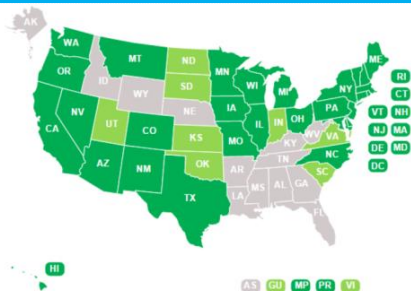 AK
WA
MT
ND
MN
ME
OR
ID
SD
WI
MI
NY
RI
WY
IA
PA
CT
NV
NE
IL
IN
OH
VT
NH
CA
UT
CO
KS
MO
WV
VA
NJ
MA
KY
DE
MD
AZ
NM
OK
AR
TN
NC
DC
TX
LA
MS
AL
GA
SC
FL
HI
AS
GU
MP
PR
VI